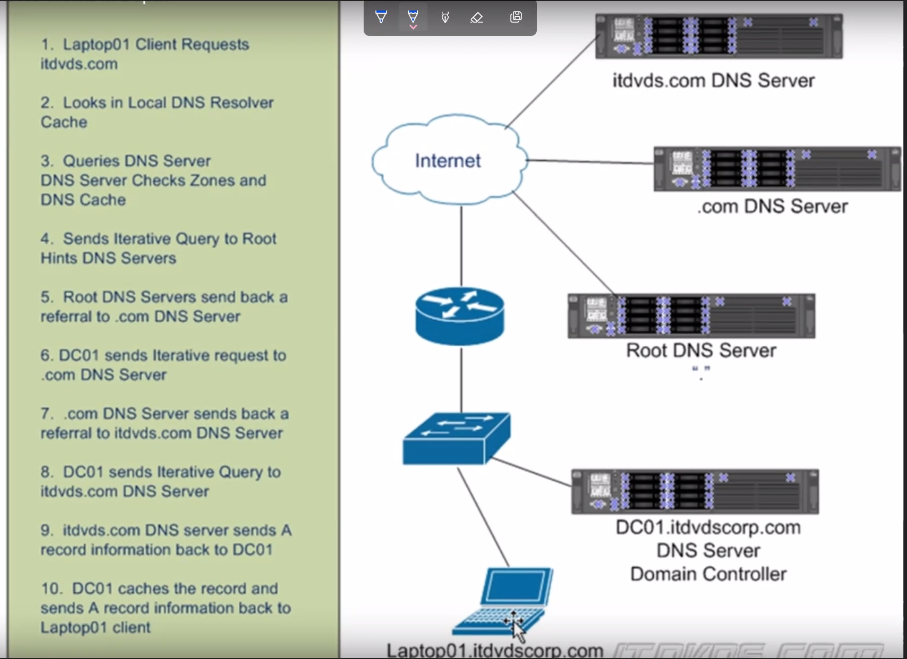 1. Laptop01 Client Requests
itdvds.com
2. Looks in Local DNS Resolver
Cache
3. Queries DNS Server
DNS Server Checks Zones and
DNS Cache
4. Sends Iterative Query to Root
Hints DNS Servers
5. Root DNS Servers send back a
referral to .com DNS Server
6. DC01 sends Iterative request to
.com DNS Server
7. .com DNS Server sends back a
referral to itdvds.com DNS Server
8. DC01 sends Iterative Query to
itdvds.com DNS Server
9. itdvds.com DNS server sends A
record information back to DC01
10. DC01 caches the record and
sends A record information back to
Laptop01 client
itdvds.com DNS Server
Internet
.com DNS Server
Root DNS Server
"."
DC01.itdvdscorp.com
DNS Server
Domain Controller
Laptop01.itdvdscorp.com
ITDVDS.COM